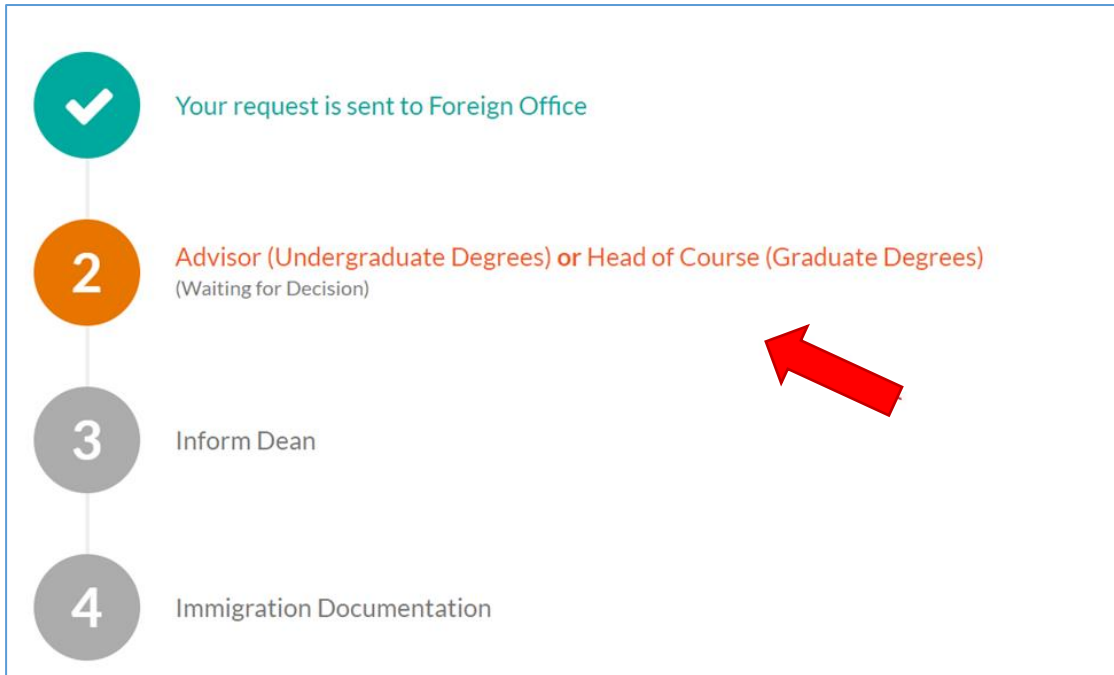 Your request is sent to Foreign Office
2
Advisor (Undergraduate Degrees) or Head of Course (Graduate Degrees)
(Waiting for Decision)
3
Inform Dean
4
Immigration Documentation